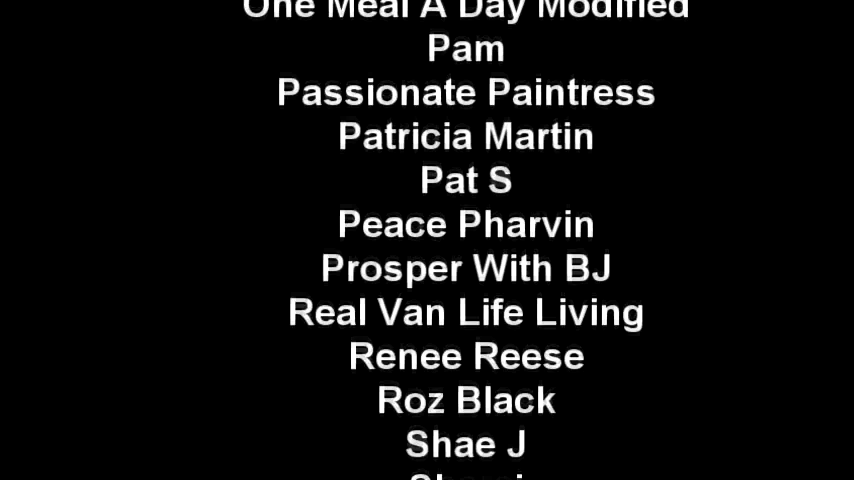 One Meal A Day Modified
Pam
Passionate Paintress
Patricia Martin
Pat S
Peace Pharvin
Prosper With BJ
Real Van Life Living
Renee Reese
Roz Black
Shae J